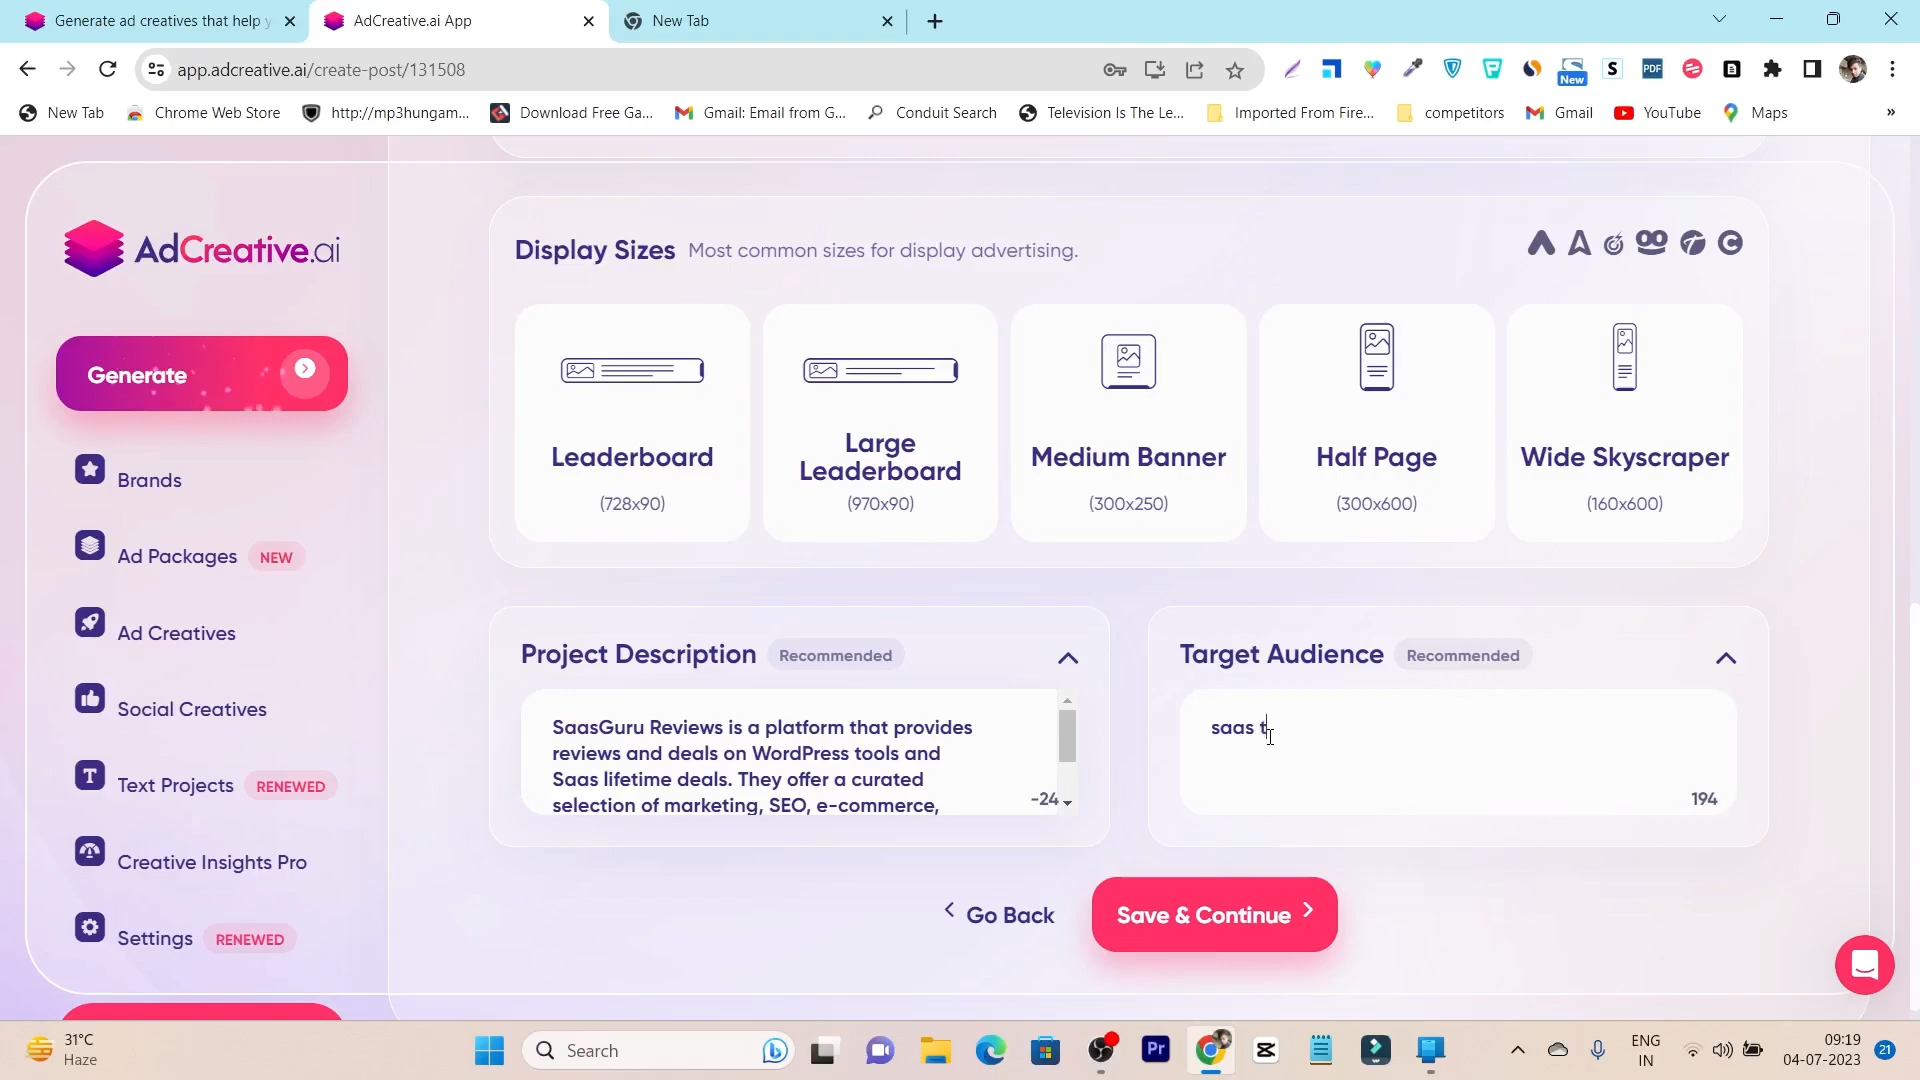 Generate ad creatives that help y
AdCreative.ai App
New Tab
app.adcreative.ai/create-post/131508
New
PDF
New Tab
Chrome Web Store
http://mp3hungam...
Download Free Ga...
Gmail: Email from G...
Conduit Search
Television Is The Le...
Imported From Fire...
competitors
Gmail
YouTube
Maps
»
AdCreative.ai
Generate
Brands
Ad Packages NEW
Ad Creatives
Social Creatives
Text Projects RENEWED
Creative Insights Pro
Settings RENEWED
Display Sizes Most common sizes for display advertising.
Leaderboard
(728x90)
Large
Leaderboard
(970x90)
Medium Banner
(300x250)
Half Page
(300x600)
Wide Skyscraper
(160x600)
Project Description Recommended
SaasGuru Reviews is a platform that provides
reviews and deals on WordPress tools and
Saas lifetime deals. They offer a curated
selection of marketing, SEO, e-commerce,
-24
Target Audience Recommended
saas t
194
Go Back
Save & Continue
31°C
Haze
Search
Pr
ENG
IN
09:19
04-07-2023
21